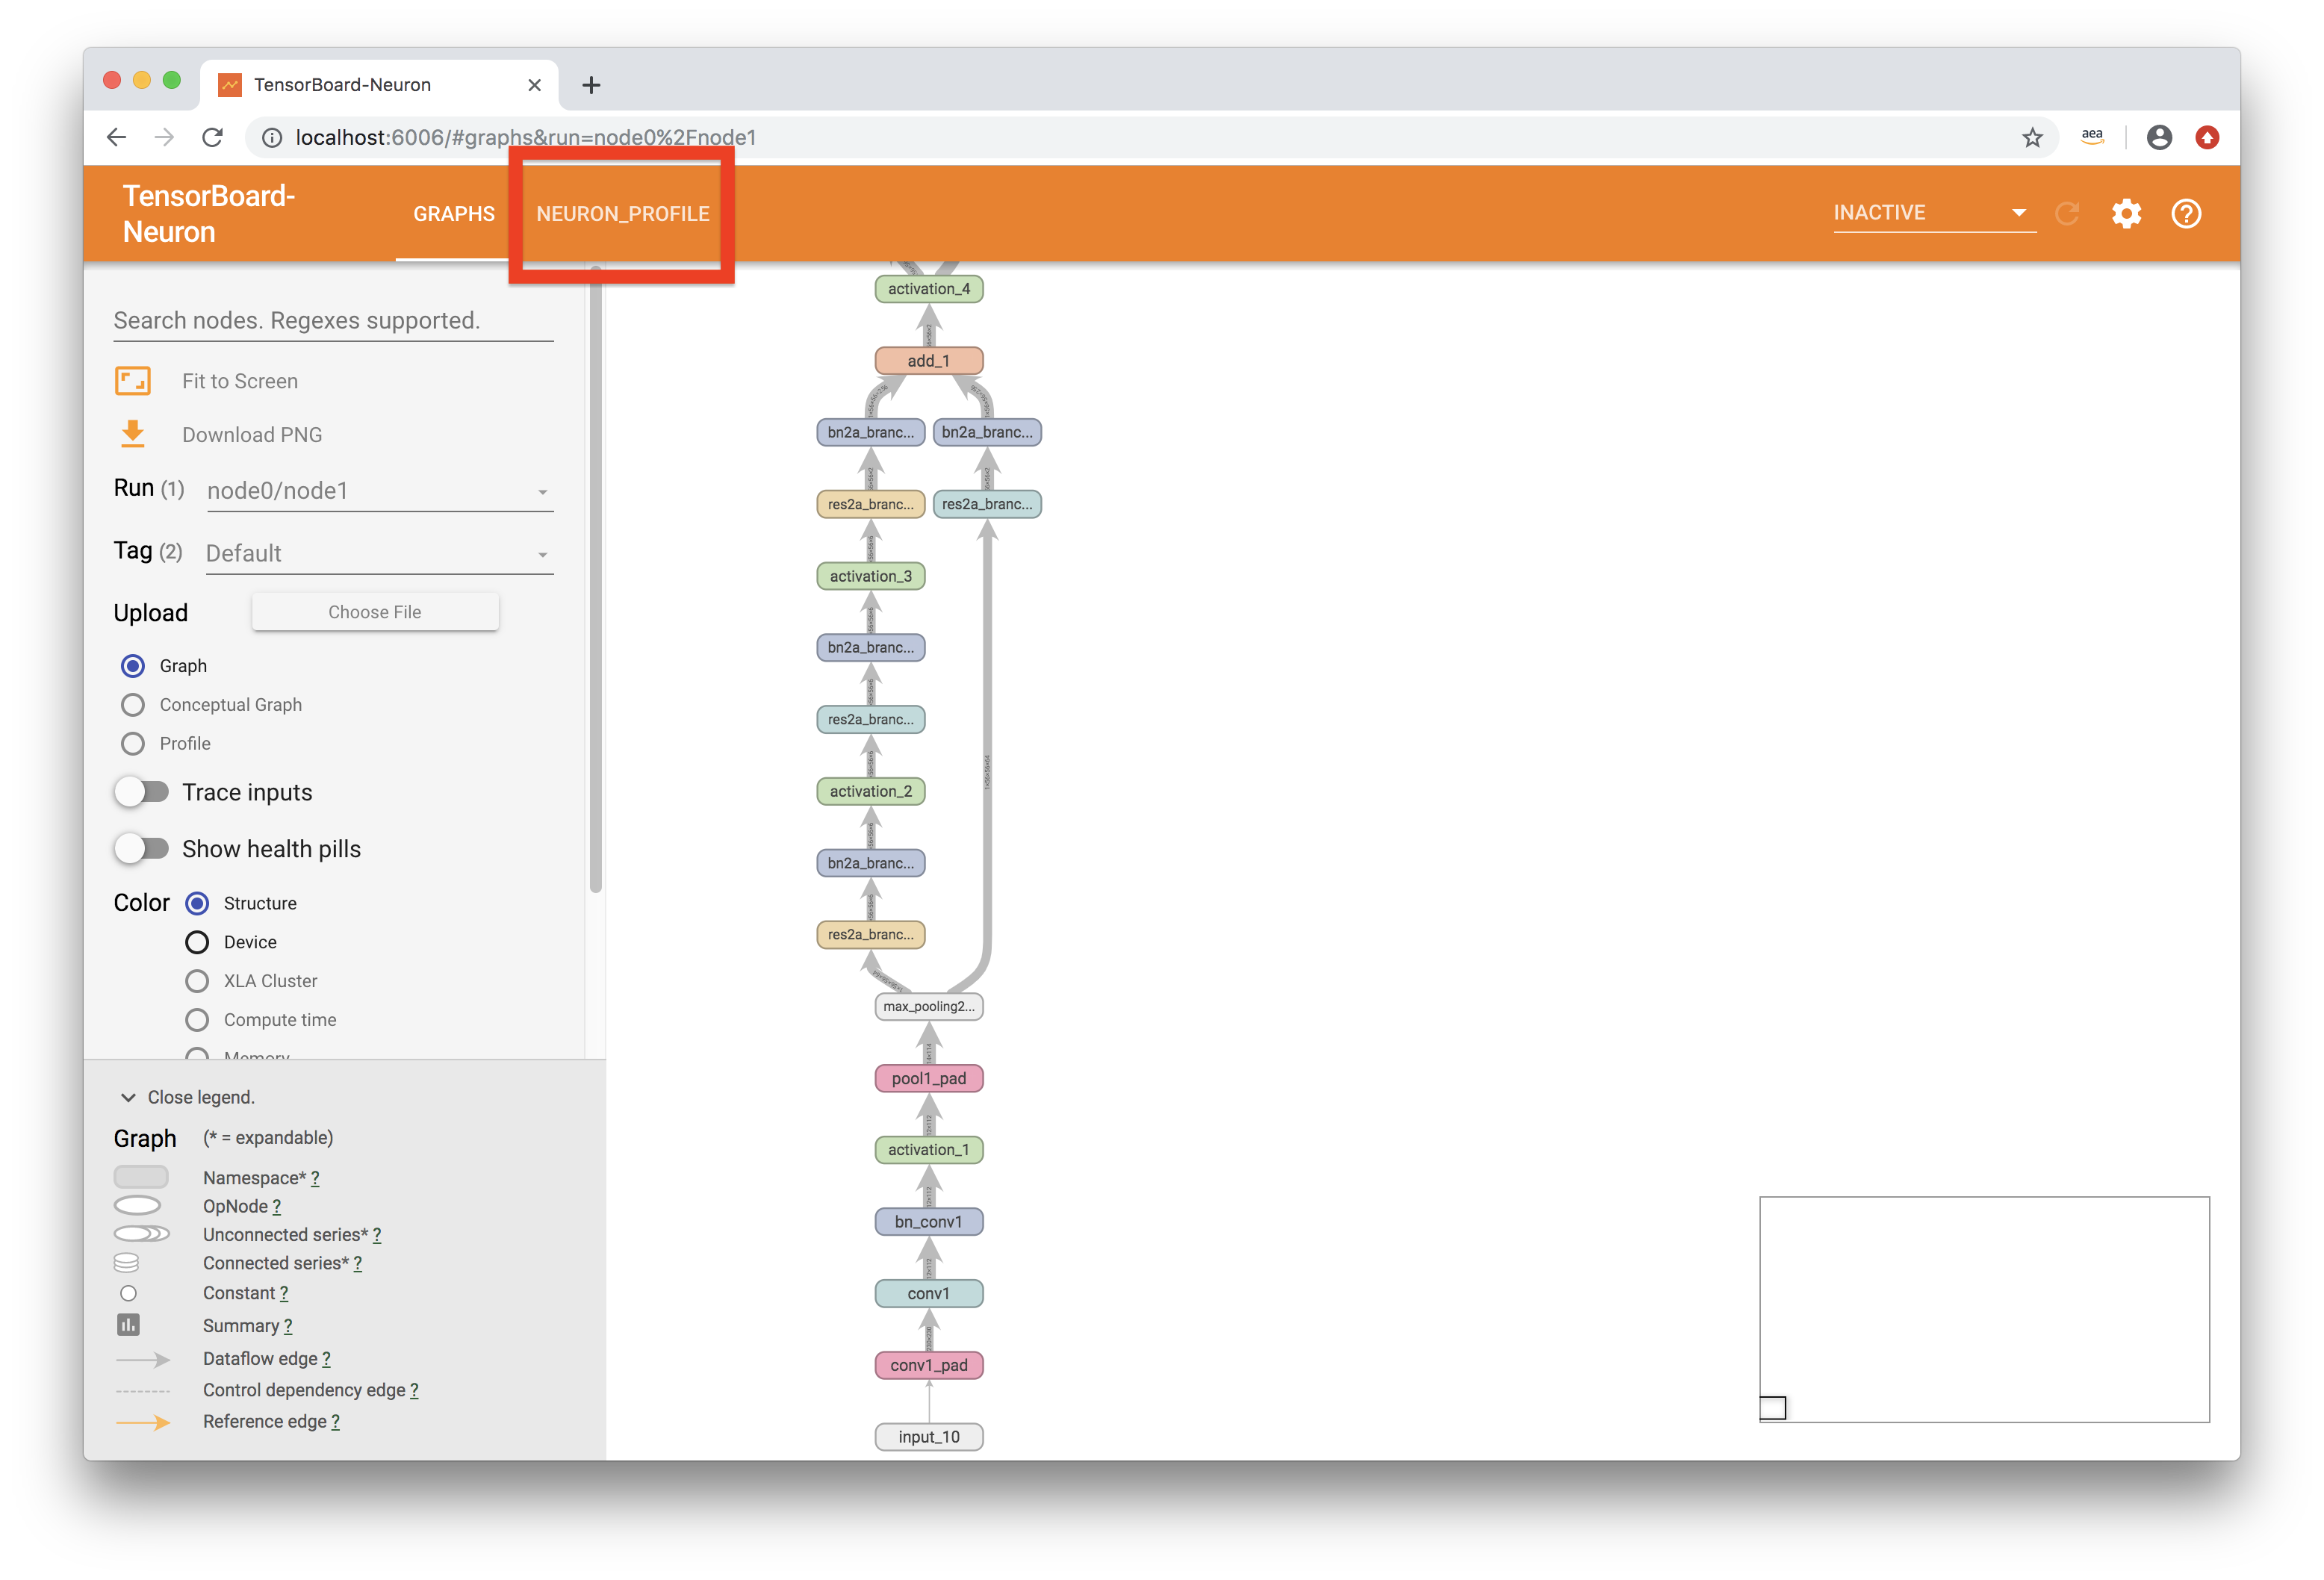 TensorBoard-Neuron
localhost:6006/#graphs&run=node0%2Fnode1
aea
TensorBoard-
Neuron
GRAPHS
NEURON_PROFILE
INACTIVE
Search nodes. Regexes supported.
Fit to Screen
Download PNG
Run (1) node0/node1
Tag (2) Default
Upload Choose File
Graph
Conceptual Graph
Profile
Trace inputs
Show health pills
Color Structure
Device
XLA Cluster
Compute time
Memory
Close legend.
Graph (* = expandable)
Namespace* ?
OpNode ?
Unconnected series* ?
Connected series* ?
Constant ?
Summary ?
Dataflow edge ?
Control dependency edge ?
Reference edge ?
activation_4
add_1
bn2a_branc... bn2a_branc...
res2a_branc... res2a_branc...
activation_3
bn2a_branc...
res2a_branc...
activation_2
1×56×56×64
bn2a_branc...
res2a_branc...
max_pooling2...
pool1_pad
activation_1
bn_conv1
conv1
conv1_pad
input_10